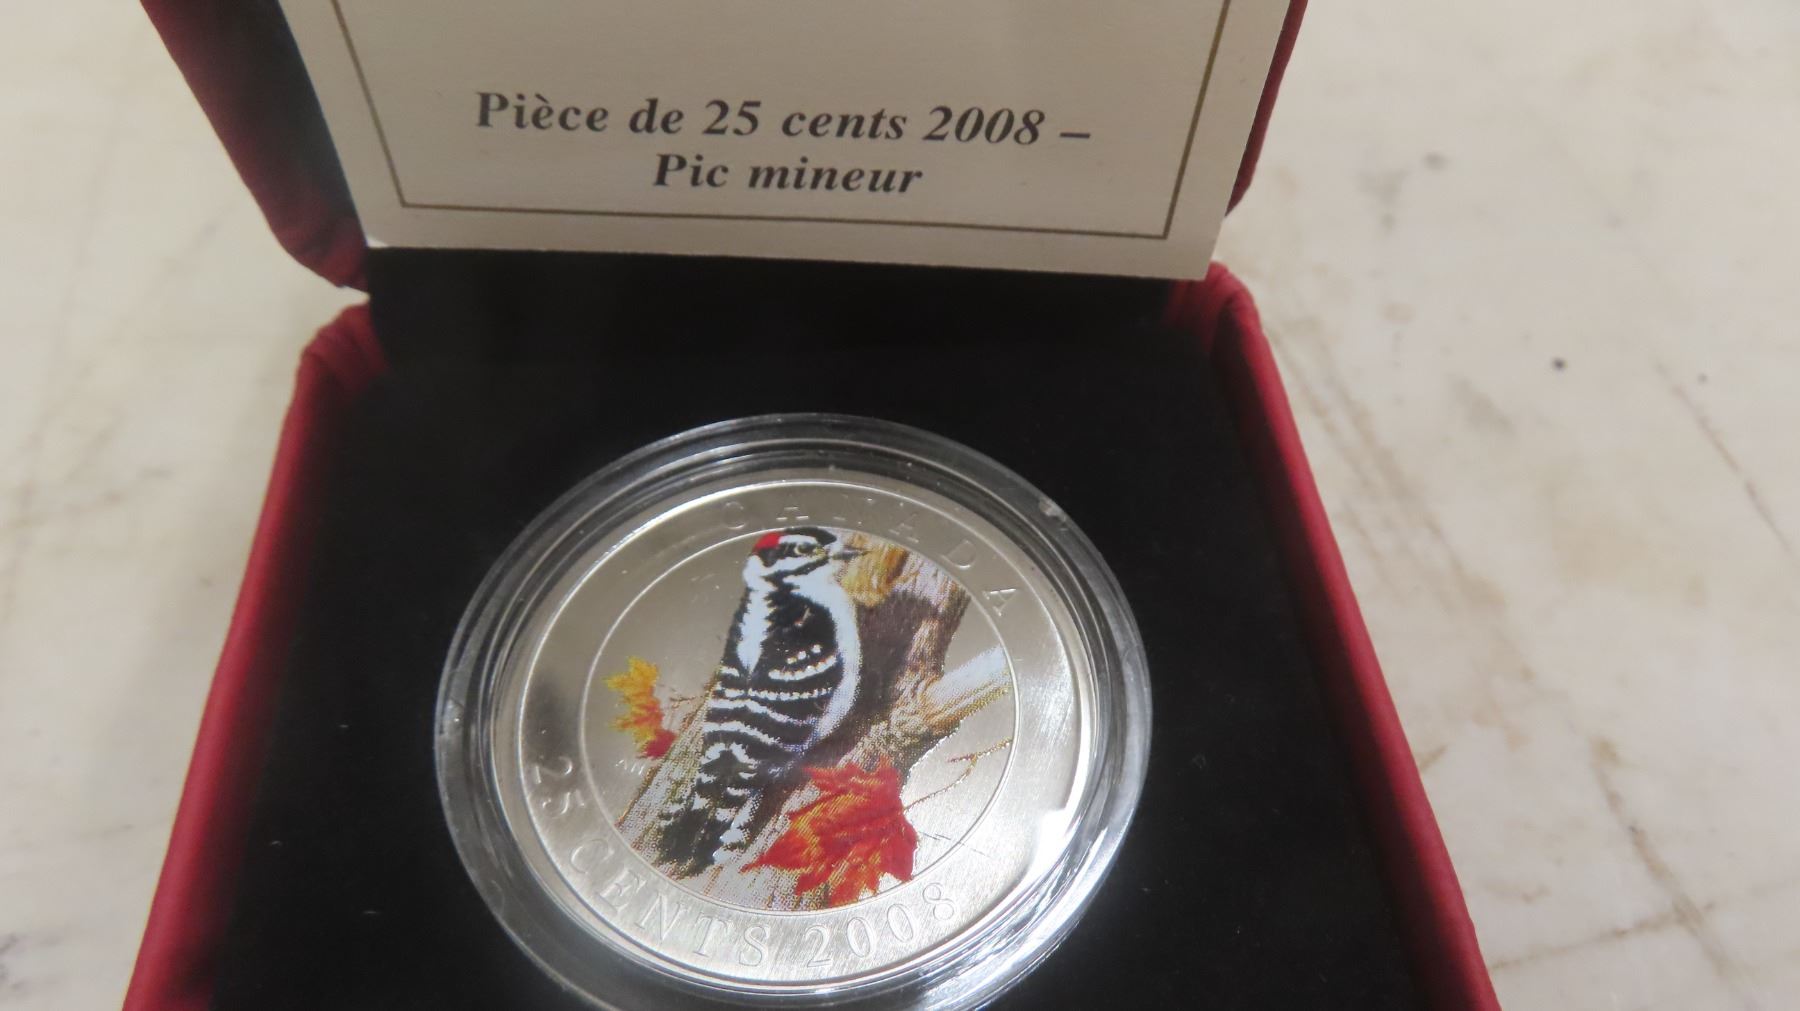 Pièce de 25 cents 2008 –
Pic mineur
CANADA
25 CENTS 2008